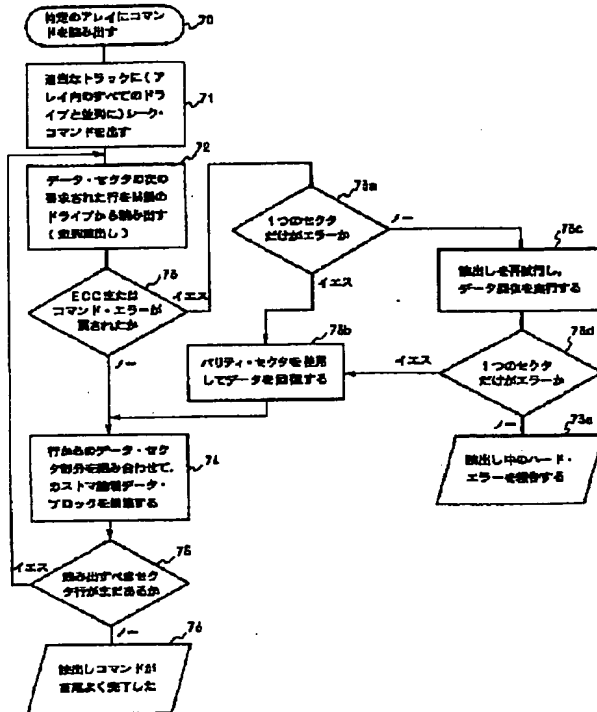 特定のアレイにコマン
ドを読み出す
70
適当なトラックに(ア
レイ内のすべてのドラ
イブと並列に)シーク・
コマンドを出す
71
72
データ・セクタの次の
要求された行を
ドライブから読み出す
73
ECCまたは
コマンド・エラーが
戻されたか
イエス
ノー
73a
1つのセクタ
だけがエラーか
ノー
イエス
73b
パリティ・セクタを使用
してデータを回復する
73c
読出しを再試行し、
データ回復を実行する
73d
1つのセクタ
だけがエラーか
イエス
ノー
73e
読出し中のハード・
エラーを報告する
74
行からのデータ・セク
タ部分を組み合わせて、
カストマ論理データ・
ブロックを構築する
75
読み出すべきセク
タ行がまだあるか
イエス
ノー
76
読出しコマンドが
首尾よく完了した